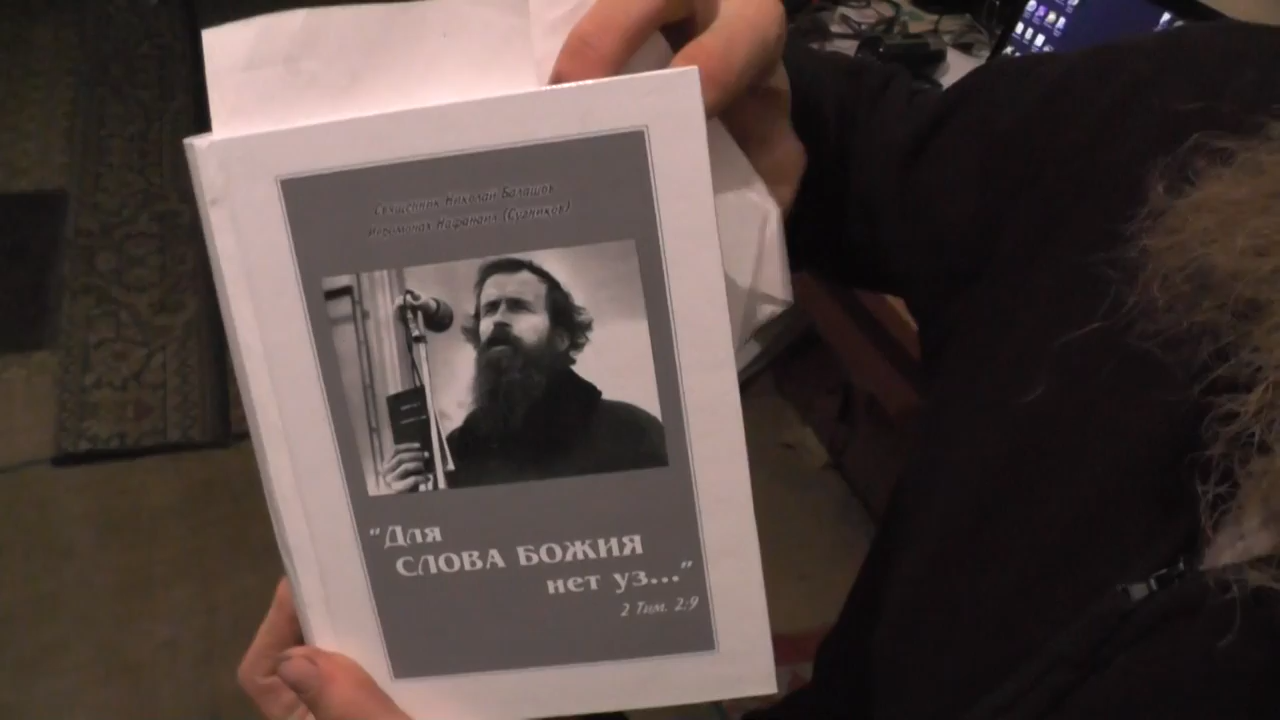 Священник Николай Балашов
Иеромонах Нафанаил (Судников)
“Для
СЛОВА БОЖИЯ
нет уз...”
2 Тим. 2:9